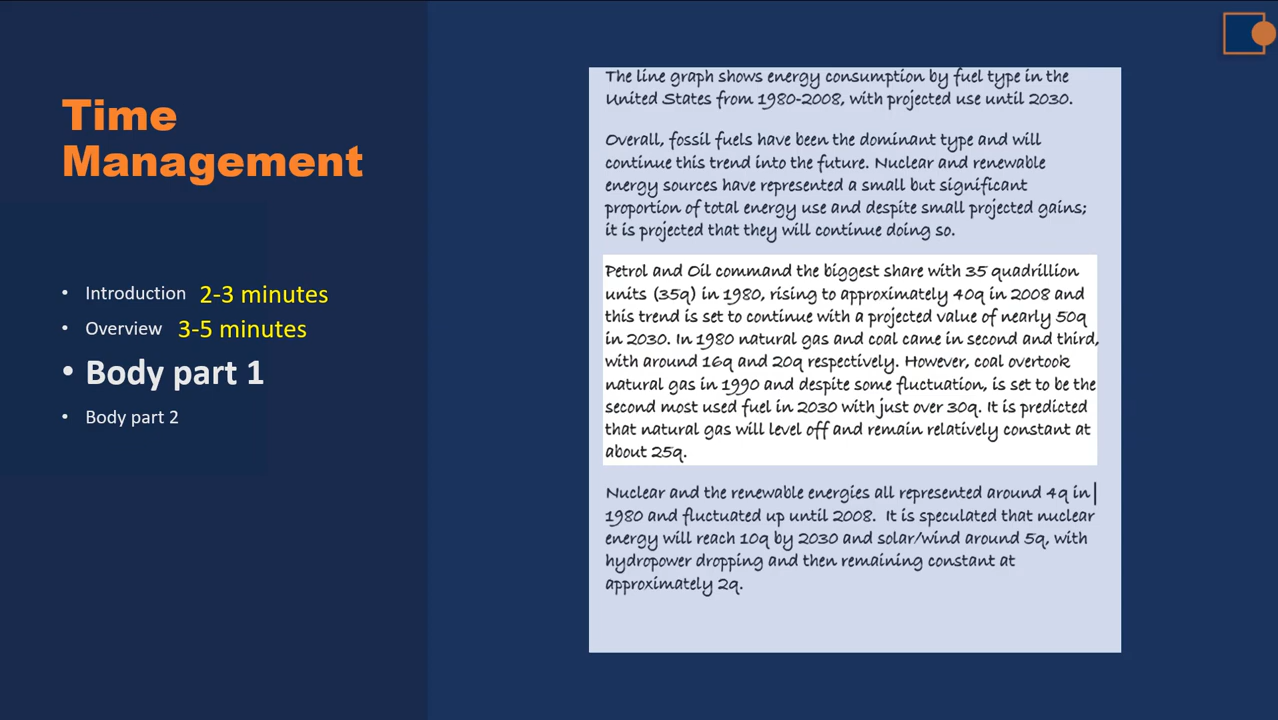 Time
Management
• Introduction 2-3 minutes
• Overview 3-5 minutes
• Body part 1
• Body part 2
The line graph shows energy consumption by fuel type in the
United States from 1980-2008, with projected use until 2030.
Overall, fossil fuels have been the dominant type and will
continue this trend into the future. Nuclear and renewable
energy sources have represented a small but significant
proportion of total energy use and despite small projected gains;
it is projected that they will continue doing so.
Petrol and Oil command the biggest share with 35 quadrillion
units (35q) in 1980, rising to approximately 40q in 2008 and
this trend is set to continue with a projected value of nearly 50q
in 2030. In 1980 natural gas and coal came in second and third,
with around 16q and 20q respectively. However, coal overtook
natural gas in 1990 and despite some fluctuation, is set to be the
second most used fuel in 2030 with just over 30q. It is predicted
that natural gas will level off and remain relatively constant at
about 25q.
Nuclear and the renewable energies all represented around 4q in
1980 and fluctuated up until 2008. It is speculated that nuclear
energy will reach 10q by 2030 and solar/wind around 5q, with
hydropower dropping and then remaining constant at
approximately 2q.